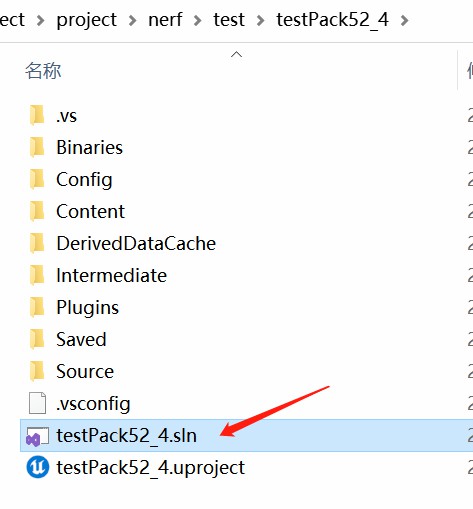 ect > project > nerf > test > testPack52_4 >
名称
.vs
Binaries
Config
Content
DerivedDataCache
Intermediate
Plugins
Saved
Source
.vsconfig
testPack52_4.sln
testPack52_4.uproject